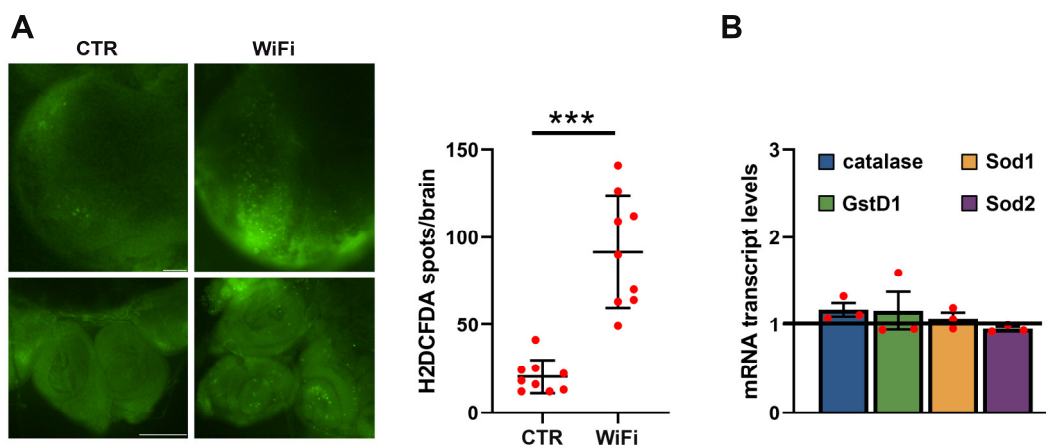 A
CTR WiFi
***
H2DCFDA spots/brain
150
100
50
0
CTR WiFi
B
mRNA transcript levels
3
2
1
0
catalase Sod1
GstD1 Sod2